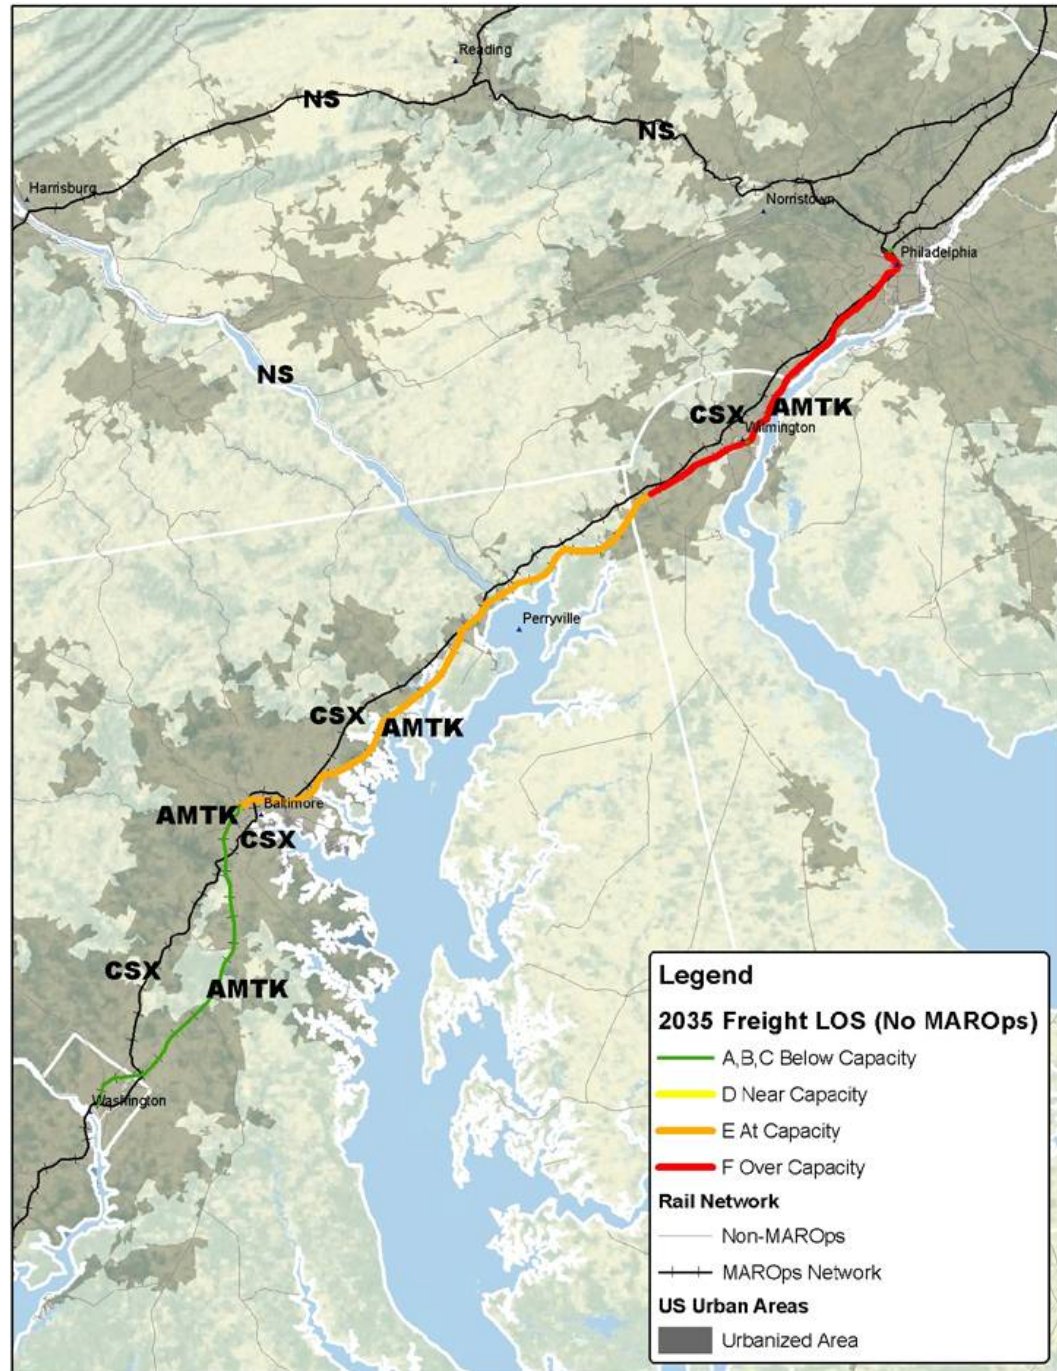 Reading
NS
NS
Harrisburg
Norristown
Philadelphia
NS
CSX
AMTK
Wilmington
Perryville
CSX
AMTK
AMTK
Baltimore
CSX
CSX
AMTK
Washington
Legend
2035 Freight LOS (No MAROps)
A,B,C Below Capacity
D Near Capacity
E At Capacity
F Over Capacity
Rail Network
Non-MAROps
MAROps Network
US Urban Areas
Urbanized Area